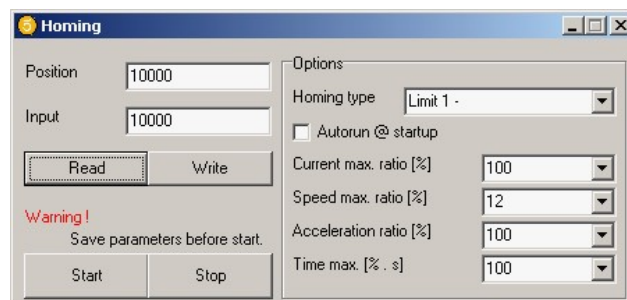 Homing
Position 10000
Input 10000
Read Write
Warning !
Save parameters before start.
Start Stop
Options
Homing type Limit 1 -
Autorun @ startup
Current max. ratio [%] 100
Speed max. ratio [%] 12
Acceleration ratio [%] 100
Time max. [% . s] 100